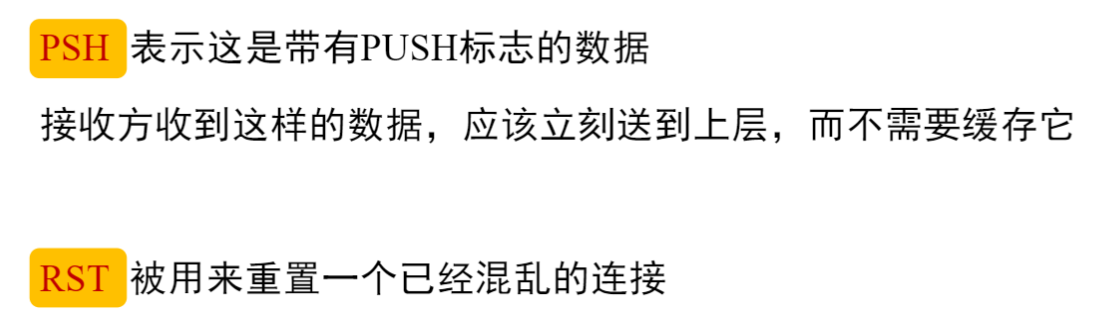 PSH 表示这是带有PUSH标志的数据
接收方收到这样的数据，应该立刻送到上层，而不需要缓存它
RST 被用来重置一个已经混乱的连接